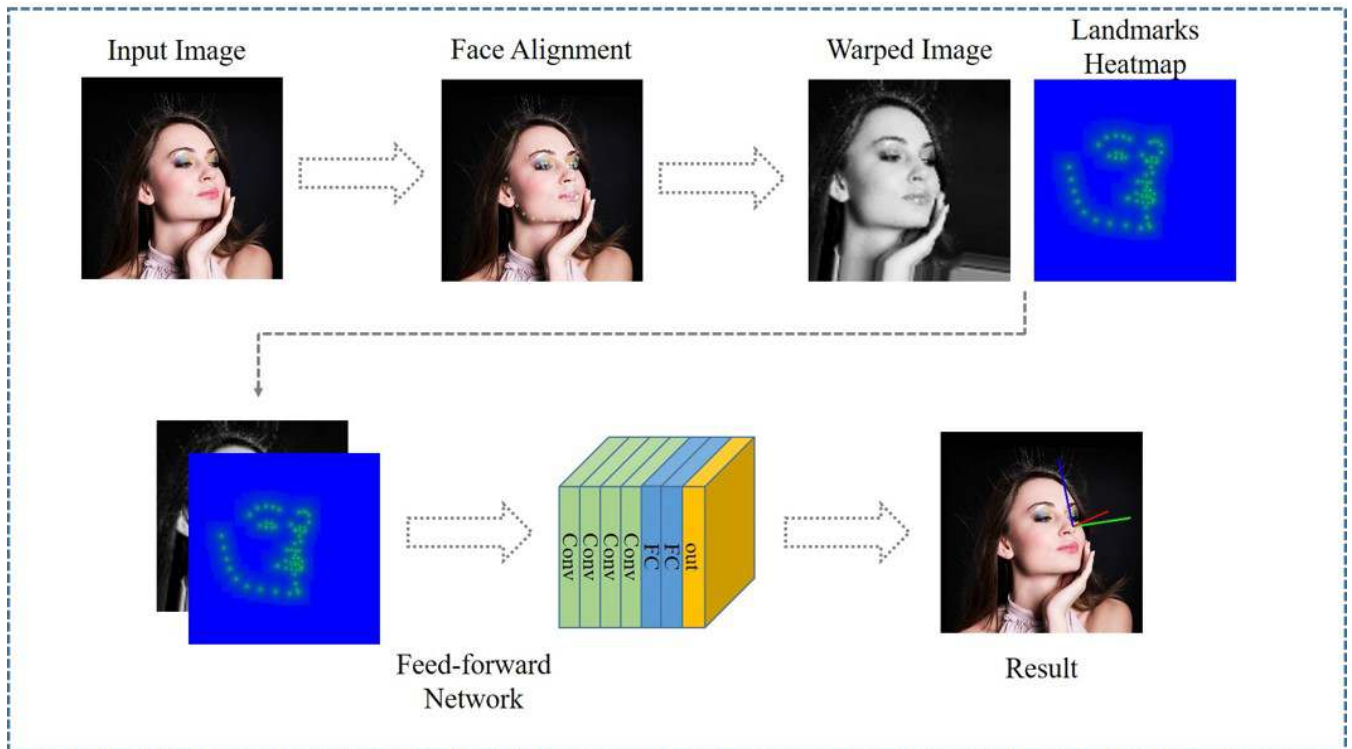 Input Image
Face Alignment
Warped Image
Landmarks
Heatmap
Conv
Conv
Conv
Conv
FC
FC
out
Feed-forward
Network
Result